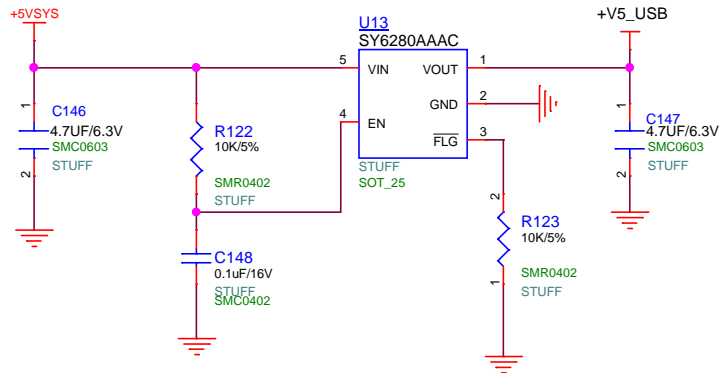 +5VSYS
U13
SY6280AAAC
+V5_USB
5
VIN
VOUT
1
4
EN
GND
2
FLG
3
STUFF
SOT_25
1
C146
4.7UF/6.3V
SMC0603
STUFF
2
R122
10K/5%
SMR0402
STUFF
C148
0.1uF/16V
STUFF
SMC0402
2
R123
10K/5%
SMR0402
1
STUFF
1
C147
4.7UF/6.3V
SMC0603
STUFF
2